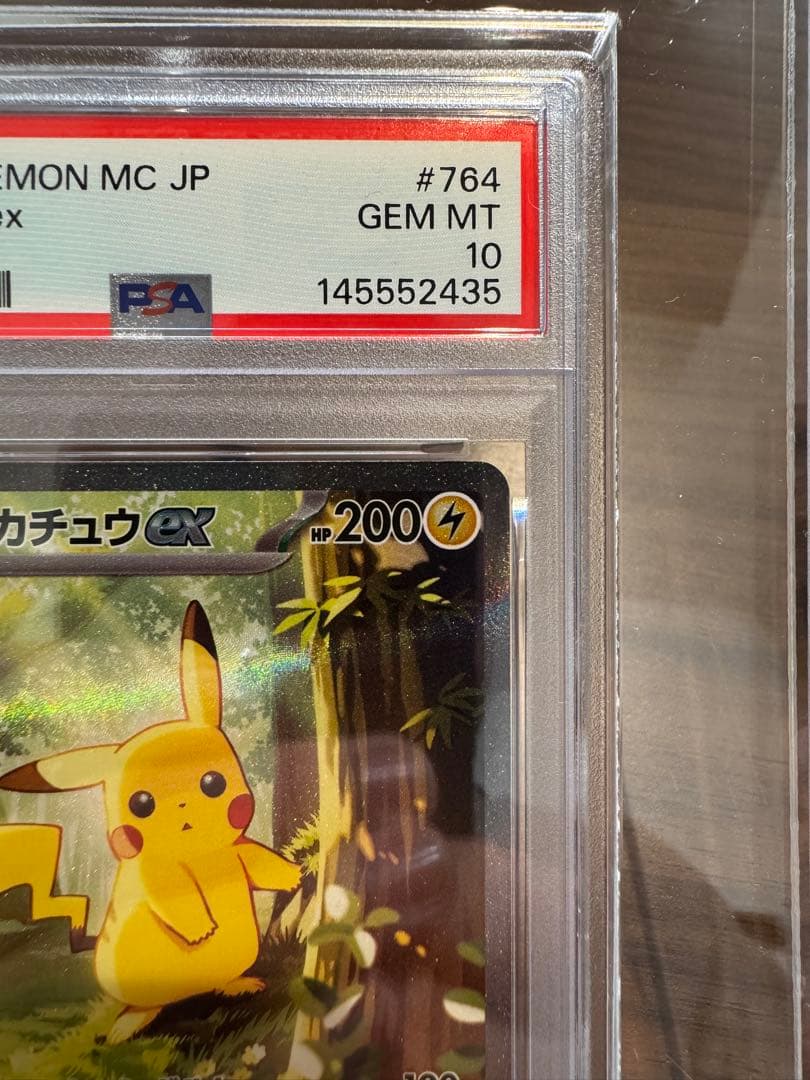 EMON MC JP #764
ex GEM MT
10
PSA 145552435
カチュウex HP200